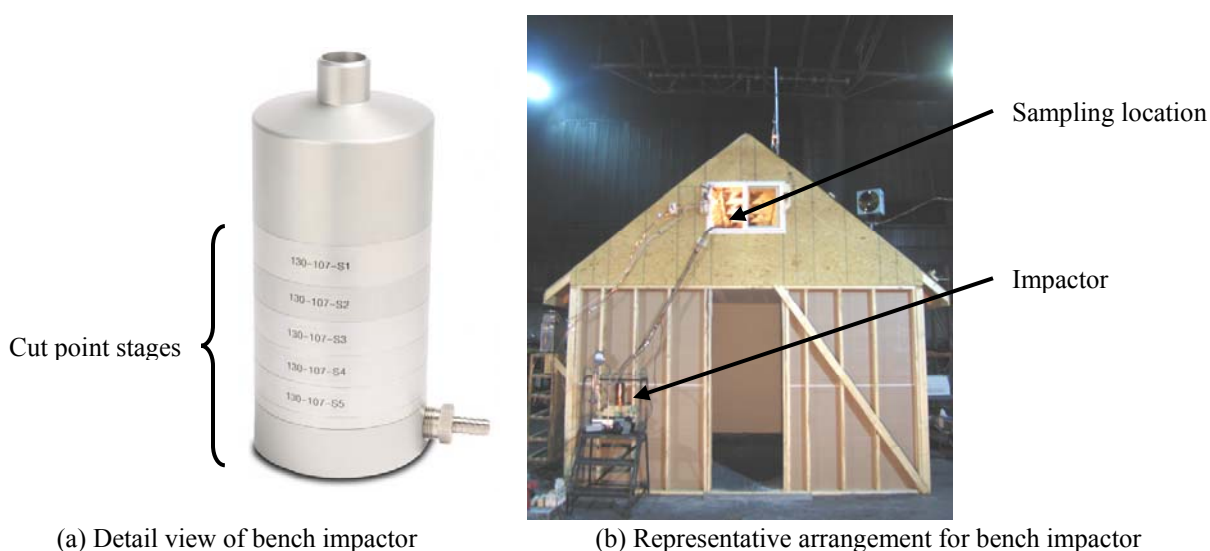 Cut point stages
130-107-S1
130-107-S2
130-107-S3
130-107-S4
130-107-S5
Sampling location
Impactor
(a) Detail view of bench impactor
(b) Representative arrangement for bench impactor